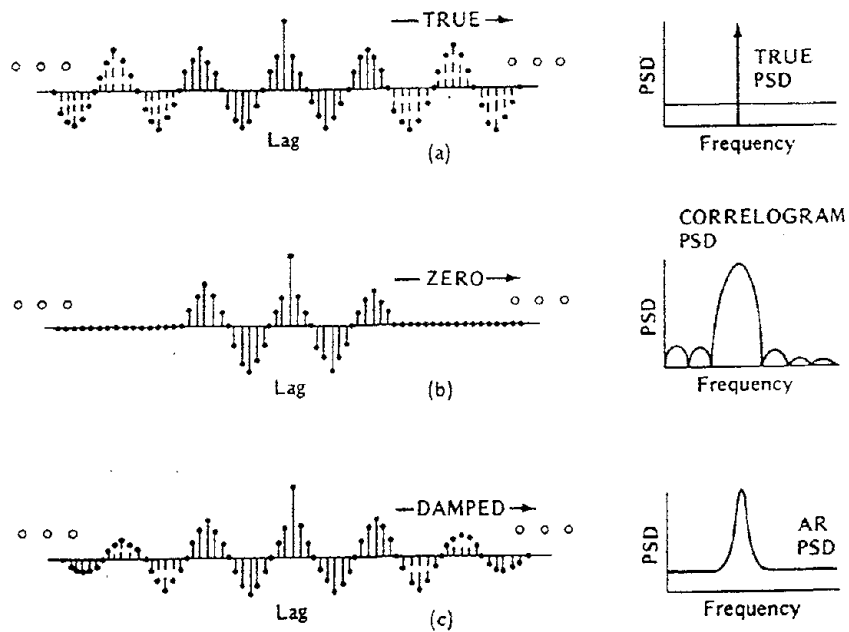 TRUE
Lag
(a)
PSD
TRUE
PSD
Frequency
ZERO
Lag
(b)
CORRELOGRAM
PSD
PSD
Frequency
DAMPED
Lag
(c)
PSD
AR
PSD
Frequency